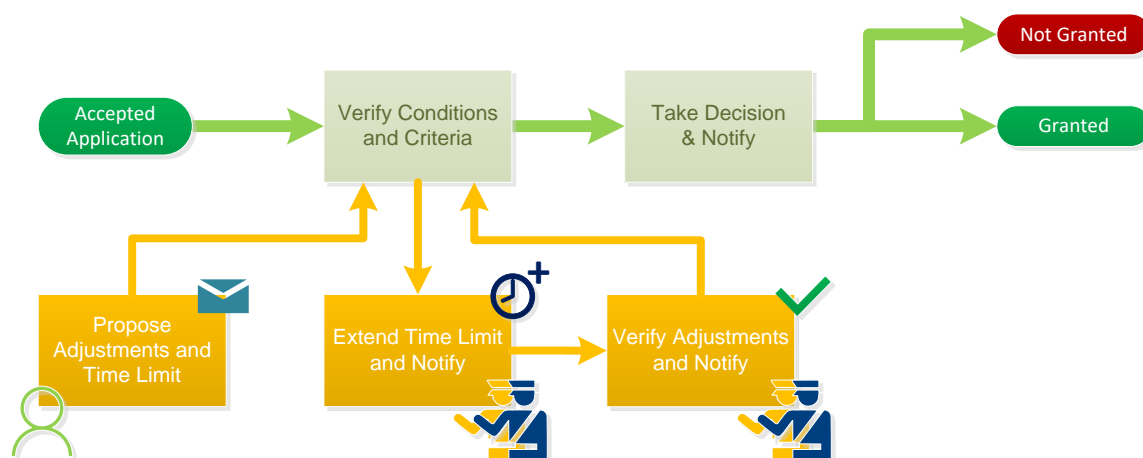 Not Granted
Accepted
Application
Verify Conditions
and Criteria
Take Decision
& Notify
Granted
Propose
Adjustments and
Time Limit
Extend Time Limit
and Notify
Verify Adjustments
and Notify